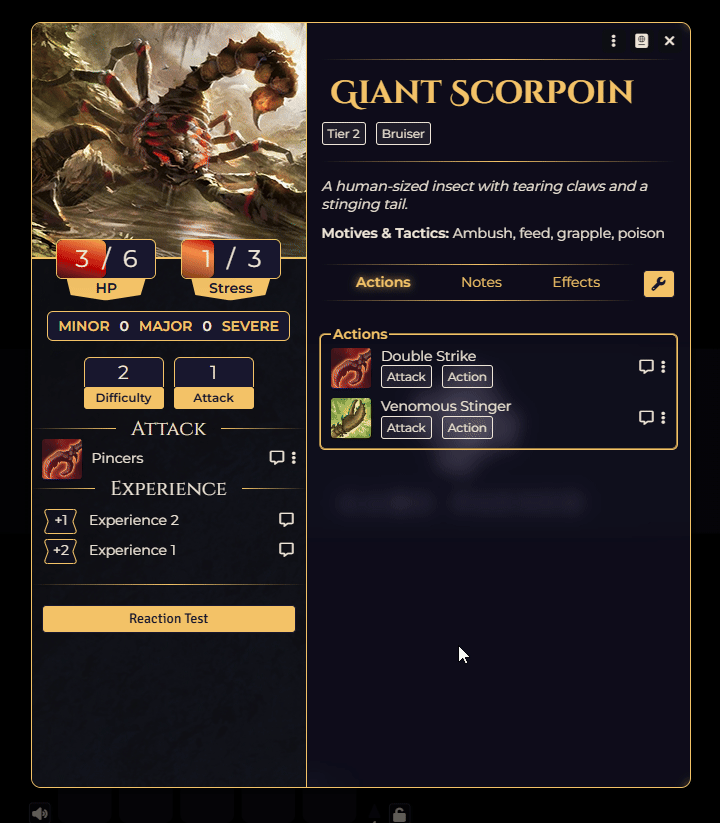 GIANT SCORPOIN
Tier 2 Bruiser
A human-sized insect with tearing claws and a
stinging tail.
Motives & Tactics: Ambush, feed, grapple, poison
3 / 6 1 / 3
HP Stress
MINOR 0 MAJOR 0 SEVERE
2 1
Difficulty Attack
ATTACK
Pincers
EXPERIENCE
+1 Experience 2
+2 Experience 1
Reaction Test
Actions Notes Effects
Actions
Double Strike
Attack Action
Venomous Stinger
Attack Action